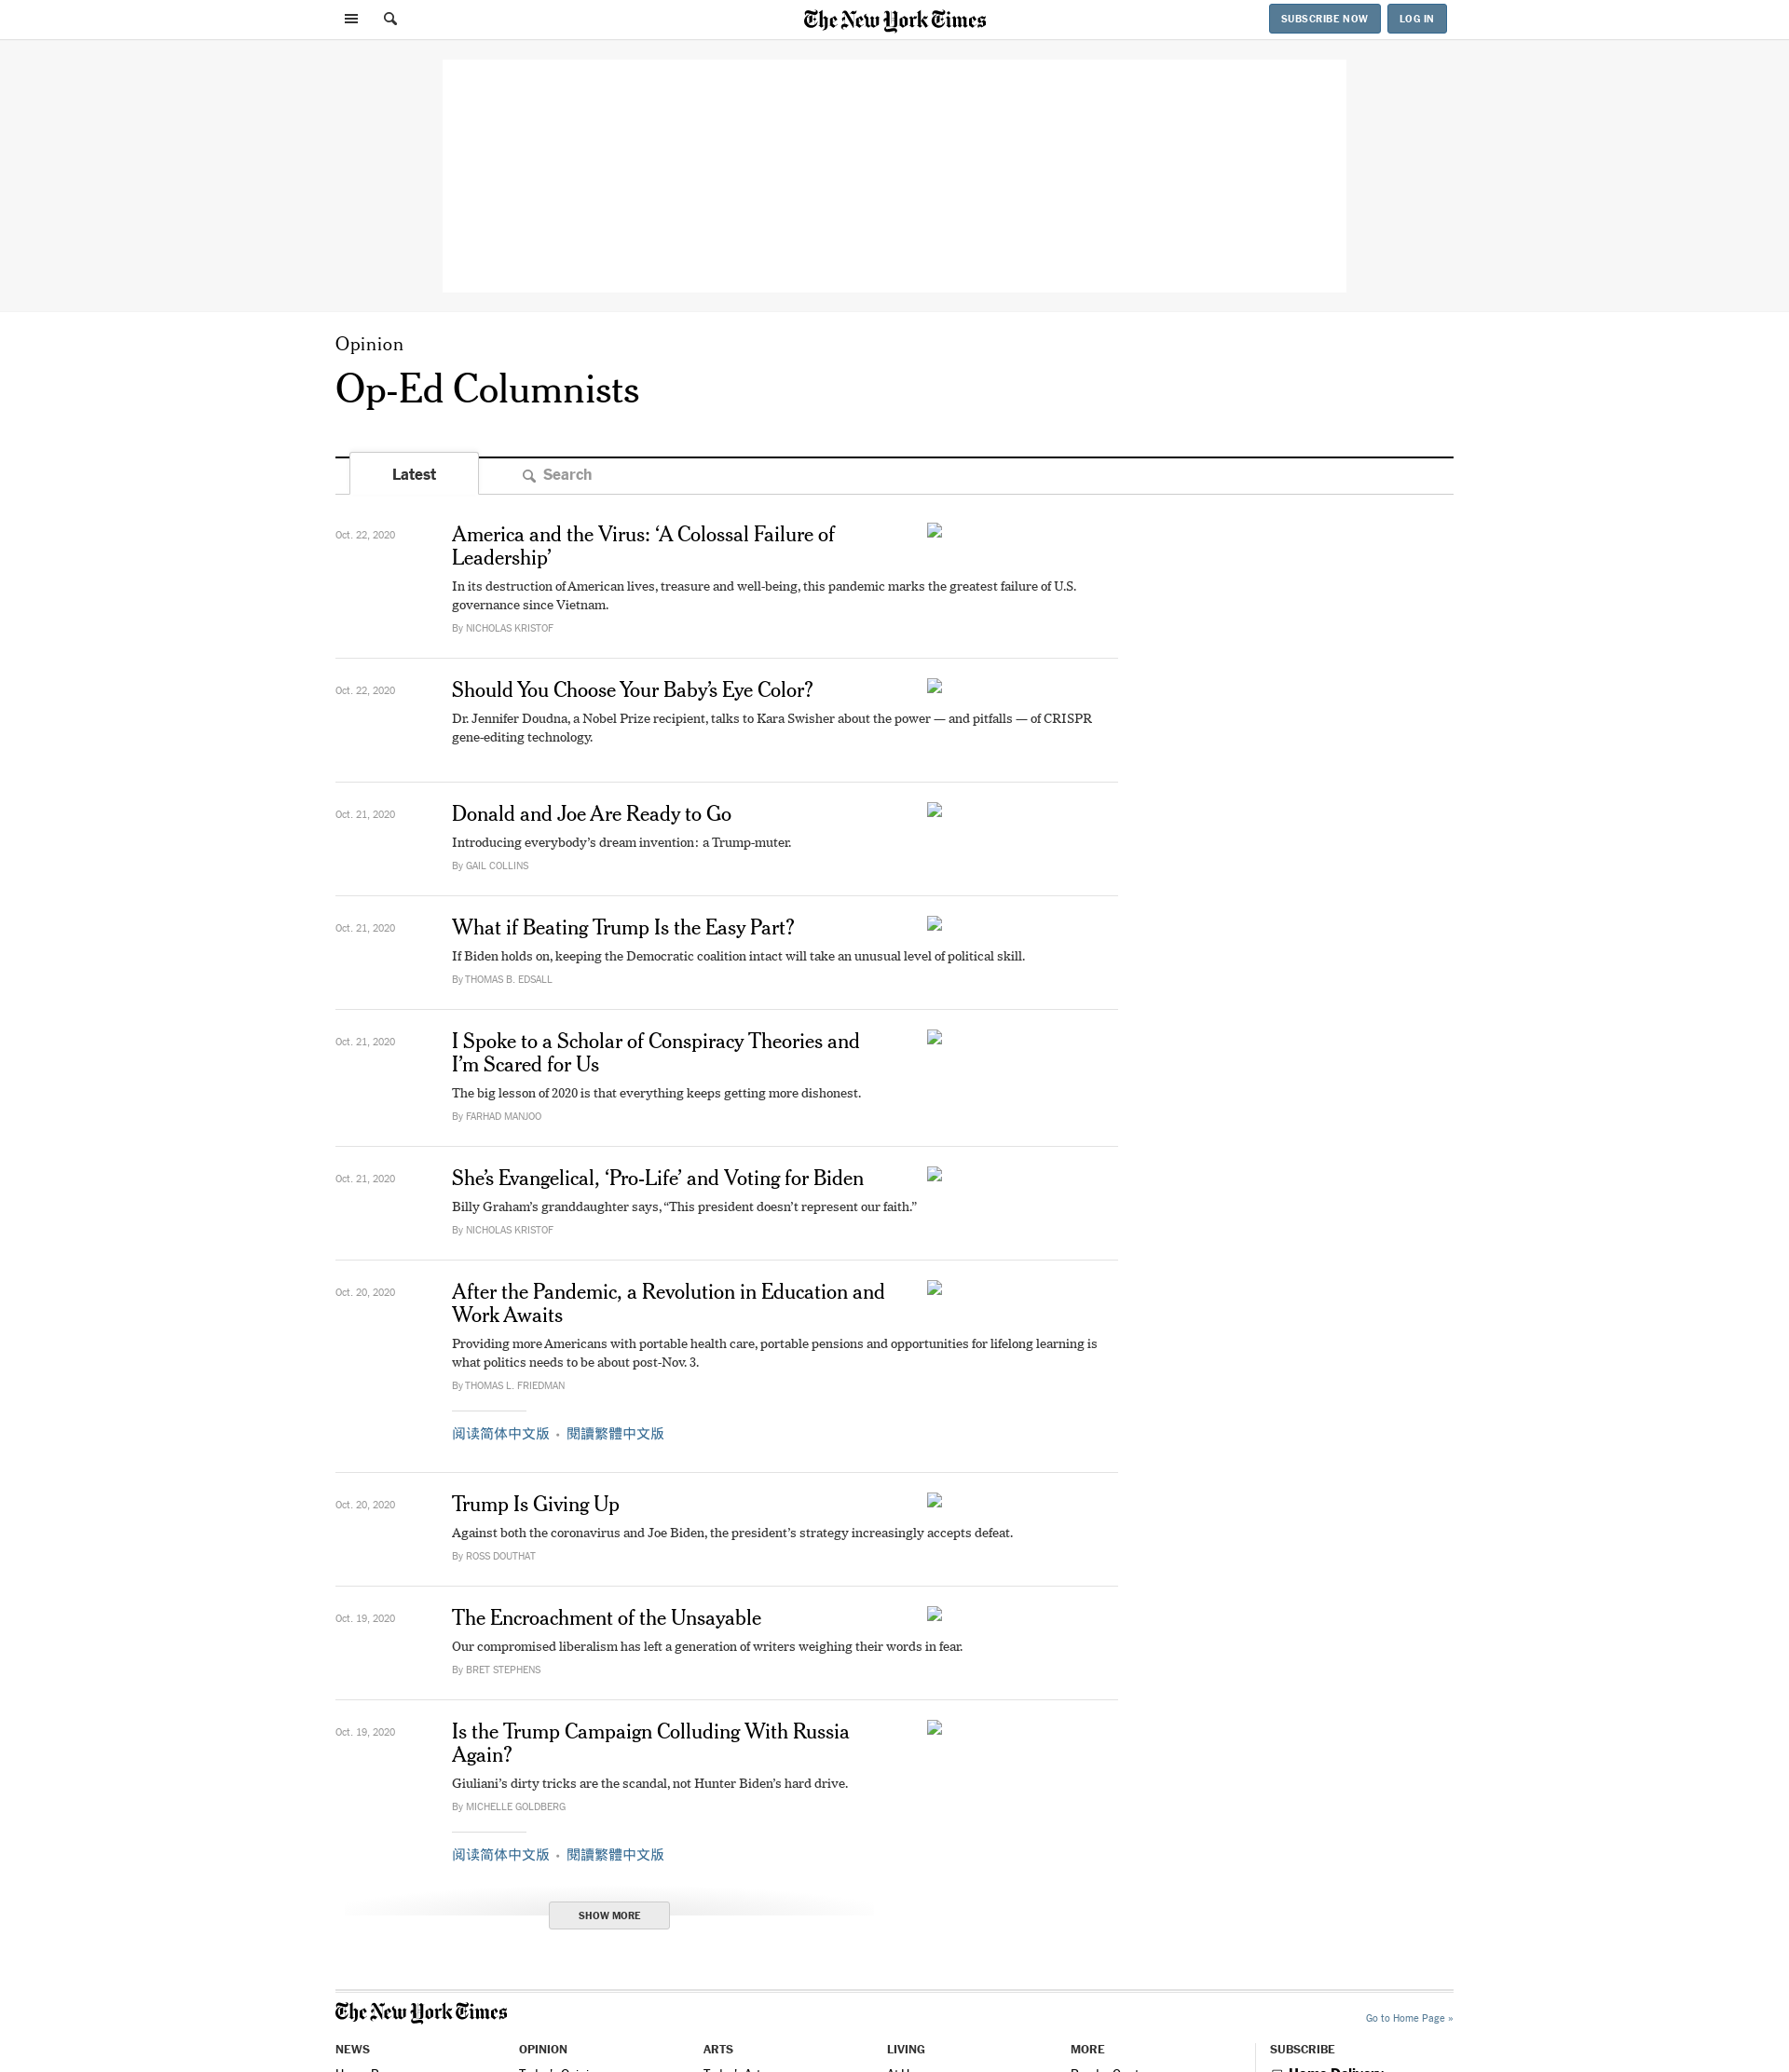 The New York Times
SUBSCRIBE NOW
LOG IN
Opinion
Op-Ed Columnists
Latest
Search
Oct. 22, 2020
America and the Virus: ‘A Colossal Failure of
Leadership’
In its destruction of American lives, treasure and well-being, this pandemic marks the greatest failure of U.S.
governance since Vietnam.
By NICHOLAS KRISTOF
Oct. 22, 2020
Should You Choose Your Baby’s Eye Color?
Dr. Jennifer Doudna, a Nobel Prize recipient, talks to Kara Swisher about the power — and pitfalls — of CRISPR
gene-editing technology.
Oct. 21, 2020
Donald and Joe Are Ready to Go
Introducing everybody’s dream invention: a Trump-muter.
By GAIL COLLINS
Oct. 21, 2020
What if Beating Trump Is the Easy Part?
If Biden holds on, keeping the Democratic coalition intact will take an unusual level of political skill.
By THOMAS B. EDSALL
Oct. 21, 2020
I Spoke to a Scholar of Conspiracy Theories and
I’m Scared for Us
The big lesson of 2020 is that everything keeps getting more dishonest.
By FARHAD MANJOO
Oct. 21, 2020
She’s Evangelical, ‘Pro-Life’ and Voting for Biden
Billy Graham’s granddaughter says, “This president doesn’t represent our faith.”
By NICHOLAS KRISTOF
Oct. 20, 2020
After the Pandemic, a Revolution in Education and
Work Awaits
Providing more Americans with portable health care, portable pensions and opportunities for lifelong learning is
what politics needs to be about post-Nov. 3.
By THOMAS L. FRIEDMAN
阅读简体中文版 • 閱讀繁體中文版
Oct. 20, 2020
Trump Is Giving Up
Against both the coronavirus and Joe Biden, the president’s strategy increasingly accepts defeat.
By ROSS DOUTHAT
Oct. 19, 2020
The Encroachment of the Unsayable
Our compromised liberalism has left a generation of writers weighing their words in fear.
By BRET STEPHENS
Oct. 19, 2020
Is the Trump Campaign Colluding With Russia
Again?
Giuliani’s dirty tricks are the scandal, not Hunter Biden’s hard drive.
By MICHELLE GOLDBERG
阅读简体中文版 • 閱讀繁體中文版
SHOW MORE
The New York Times
Go to Home Page »
NEWS
OPINION
ARTS
LIVING
MORE
SUBSCRIBE